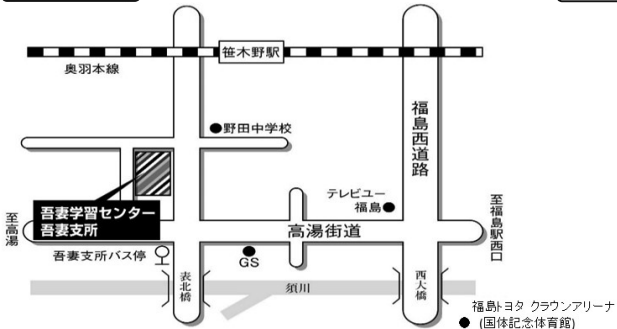 笹木野駅
奥羽本線
野田中学校
福島西道路
テレビユー
福島
吾妻学習センター
吾妻支所
至高湯
高湯街道
至福島駅西口
吾妻支所バス停
GS
表北橋
須川
西大橋
福島トヨタ クラウンアリーナ
(国体記念体育館)